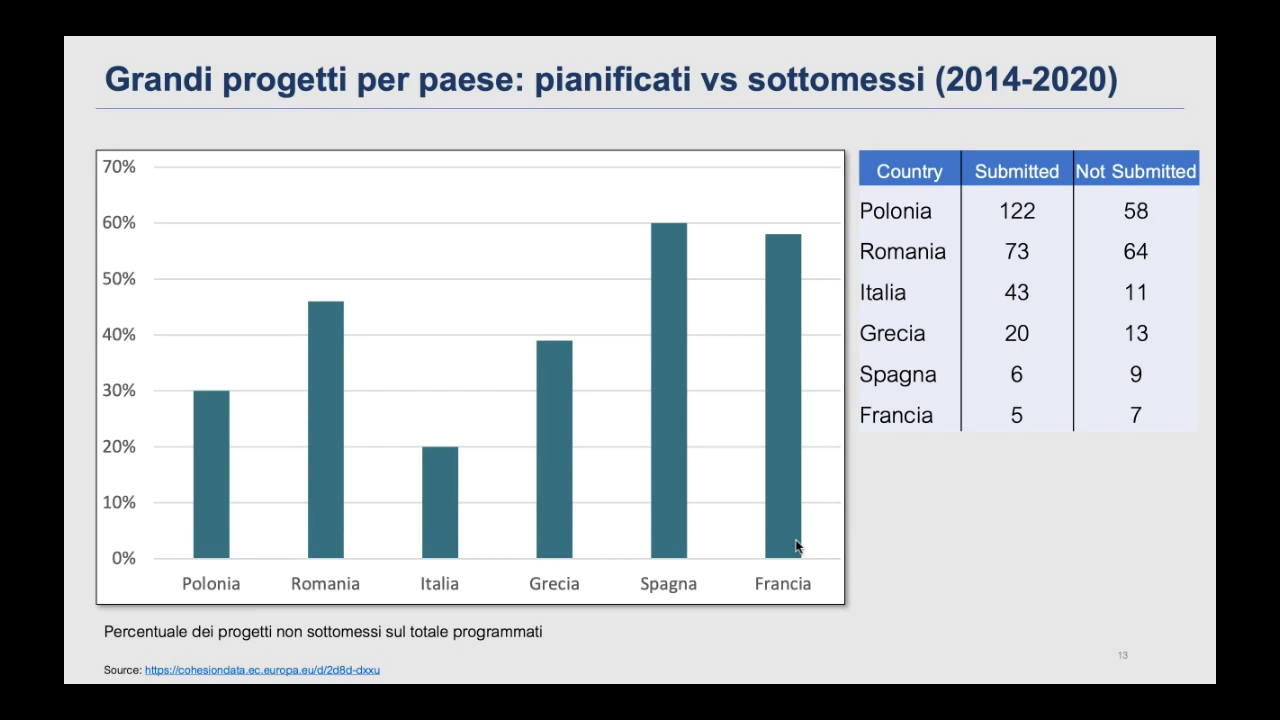 Grandi progetti per paese: pianificati vs sottomessi (2014-2020)
70%
60%
50%
40%
30%
20%
10%
0%
Polonia Romania Italia Grecia Spagna Francia
Country Submitted Not Submitted
Polonia 122 58
Romania 73 64
Italia 43 11
Grecia 20 13
Spagna 6 9
Francia 5 7
Percentuale dei progetti non sottomessi sul totale programmati
Source: https://cohesiondata.ec.europa.eu/d/2d8d-dxxu
13